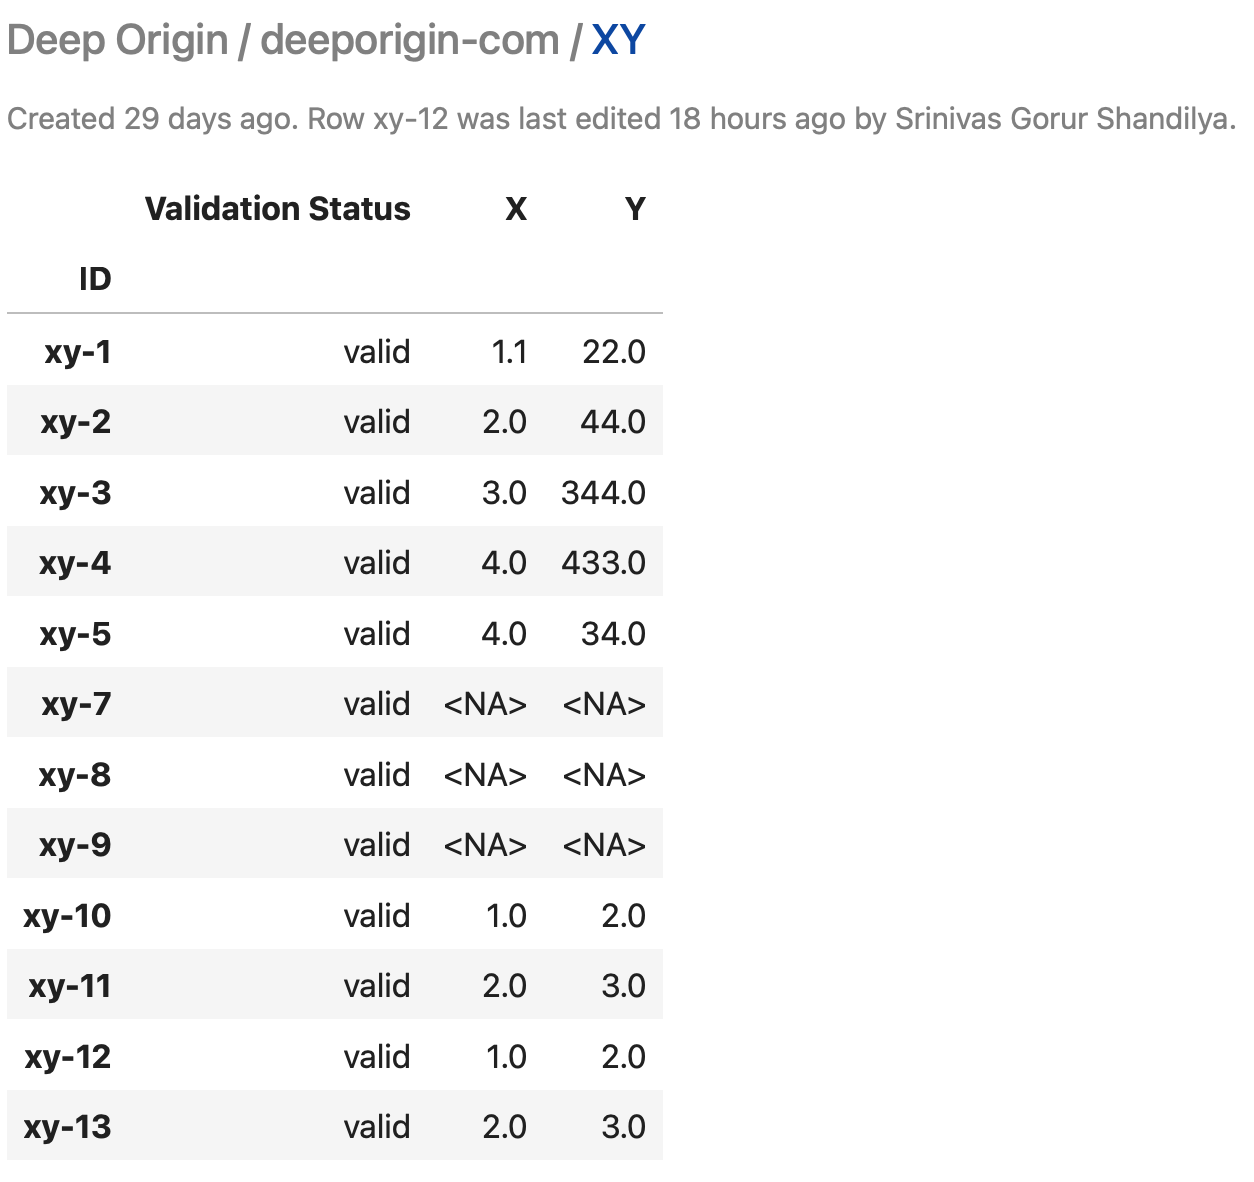 Deep Origin / deeporigin-com / XY
Created 29 days ago. Row xy-12 was last edited 18 hours ago by Srinivas Gorur Shandilya.
Validation Status X Y
ID
xy-1 valid 1.1 22.0
xy-2 valid 2.0 44.0
xy-3 valid 3.0 344.0
xy-4 valid 4.0 433.0
xy-5 valid 4.0 34.0
xy-7 valid <NA> <NA>
xy-8 valid <NA> <NA>
xy-9 valid <NA> <NA>
xy-10 valid 1.0 2.0
xy-11 valid 2.0 3.0
xy-12 valid 1.0 2.0
xy-13 valid 2.0 3.0